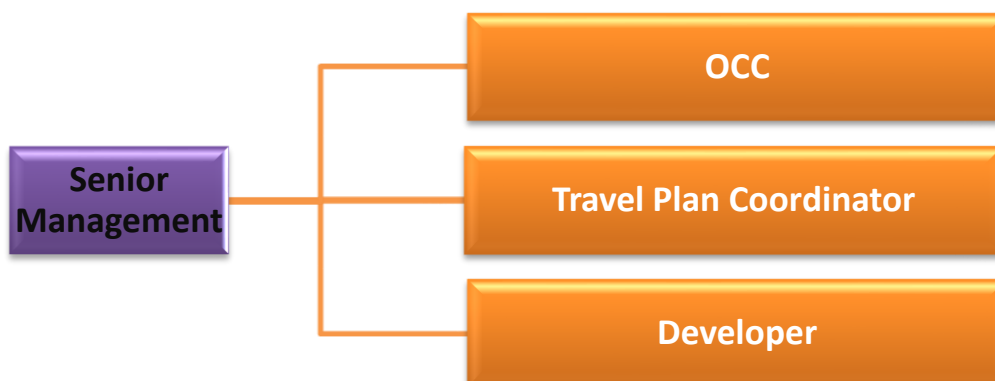 OCC
Senior
Management
Travel Plan Coordinator
Developer